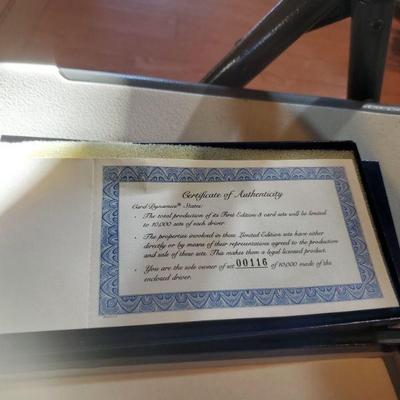 Certificate of Authenticity
Card Dynamics® States:
• The total production of its First Edition 8 card sets will be limited
to 10,000 sets of each driver.
• The properties involved in these Limited Edition sets have either
directly or by means of their representatives agreed to the production
and sale of these sets. This makes them a legal licensed product.
• You are the sole owner of set 00116 of 10,000 made of the
enclosed driver.